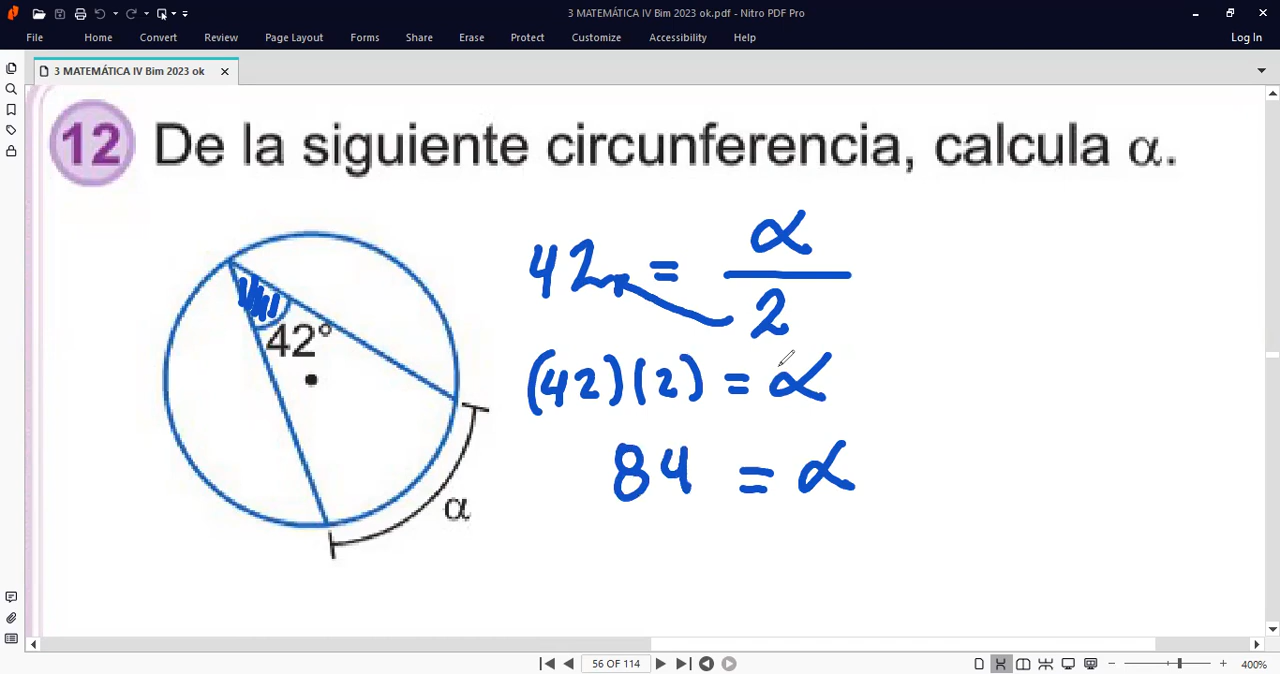 3 MATEMÁTICA IV Bim 2023 ok.pdf - Nitro PDF Pro
File Home Convert Review Page Layout Forms Share Erase Protect Customize Accessibility Help Log In
3 MATEMÁTICA IV Bim 2023 ok
12 De la siguiente circunferencia, calcula α.
42 = α/2
42°
(42)(2) = α
84 = α
α
56 OF 114
400%